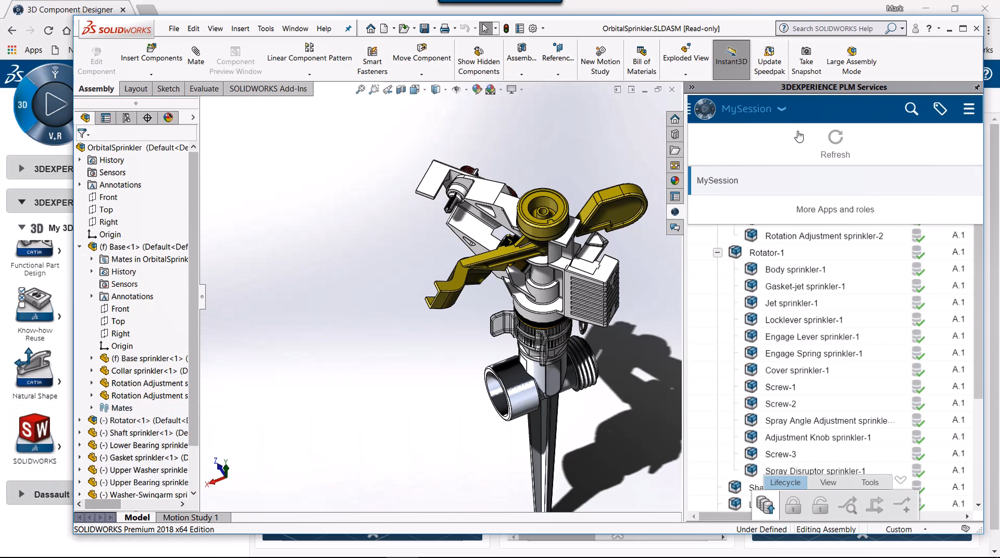 3D Component Designer
Mark
SOLIDWORKS
File Edit View Insert Tools Window Help
OrbitalSprinkler.SLDASM [Read-only]
Search SOLIDWORKS Help
Apps
Edit Component
Insert Components
Mate
Component Preview Window
Linear Component Pattern
Smart Fasteners
Move Component
Show Hidden Components
Assemb...
Referenc...
New Motion Study
Bill of Materials
Exploded View
Instant3D
Update Speedpak
Take Snapshot
Large Assembly Mode
Assembly Layout Sketch Evaluate SOLIDWORKS Add-Ins
3DEXPERIENCE PLM Services
MySession
Refresh
MySession
More Apps and roles
3D
V,R
3DEXPER
3DEXPER
3D My 3D
CATIA
Functional Part Design
Know-how Reuse
CATIA
Natural Shape
SW
SOLIDWORKS
Dassault
OrbitalSprinkler (Default<De
History
Sensors
Annotations
Front
Top
Right
Origin
(f) Base<1> (Default<Def
Mates in OrbitalSprink
History
Sensors
Annotations
Front
Top
Right
Origin
(f) Base sprinkler<1> (
Collar sprinkler<1> (D
Rotation Adjustment s
Rotation Adjustment s
Mates
(-) Rotator<1> (Default<D
(-) Shaft sprinkler<1> (De
(-) Lower Bearing sprinkle
(-) Gasket sprinkler<1> (D
(-) Upper Washer sprinkle
(-) Upper Bearing sprinkle
(-) Washer-Swingarm spri
Z Y
X
Rotation Adjustment sprinkler-2 A.1
Rotator-1 A.1
Body sprinkler-1 A.1
Gasket-jet sprinkler-1 A.1
Jet sprinkler-1 A.1
Locklever sprinkler-1 A.1
Engage Lever sprinkler-1 A.1
Engage Spring sprinkler-1 A.1
Cover sprinkler-1 A.1
Screw-1 A.1
Screw-2 A.1
Spray Angle Adjustment sprinkle... A.1
Adjustment Knob sprinkler-1 A.1
Screw-3 A.1
Spray Disruptor sprinkler-1 A.1
Sha A.1
A.1
Lifecycle View Tools
Model Motion Study 1
SOLIDWORKS Premium 2018 x64 Edition
Under Defined Editing Assembly Custom